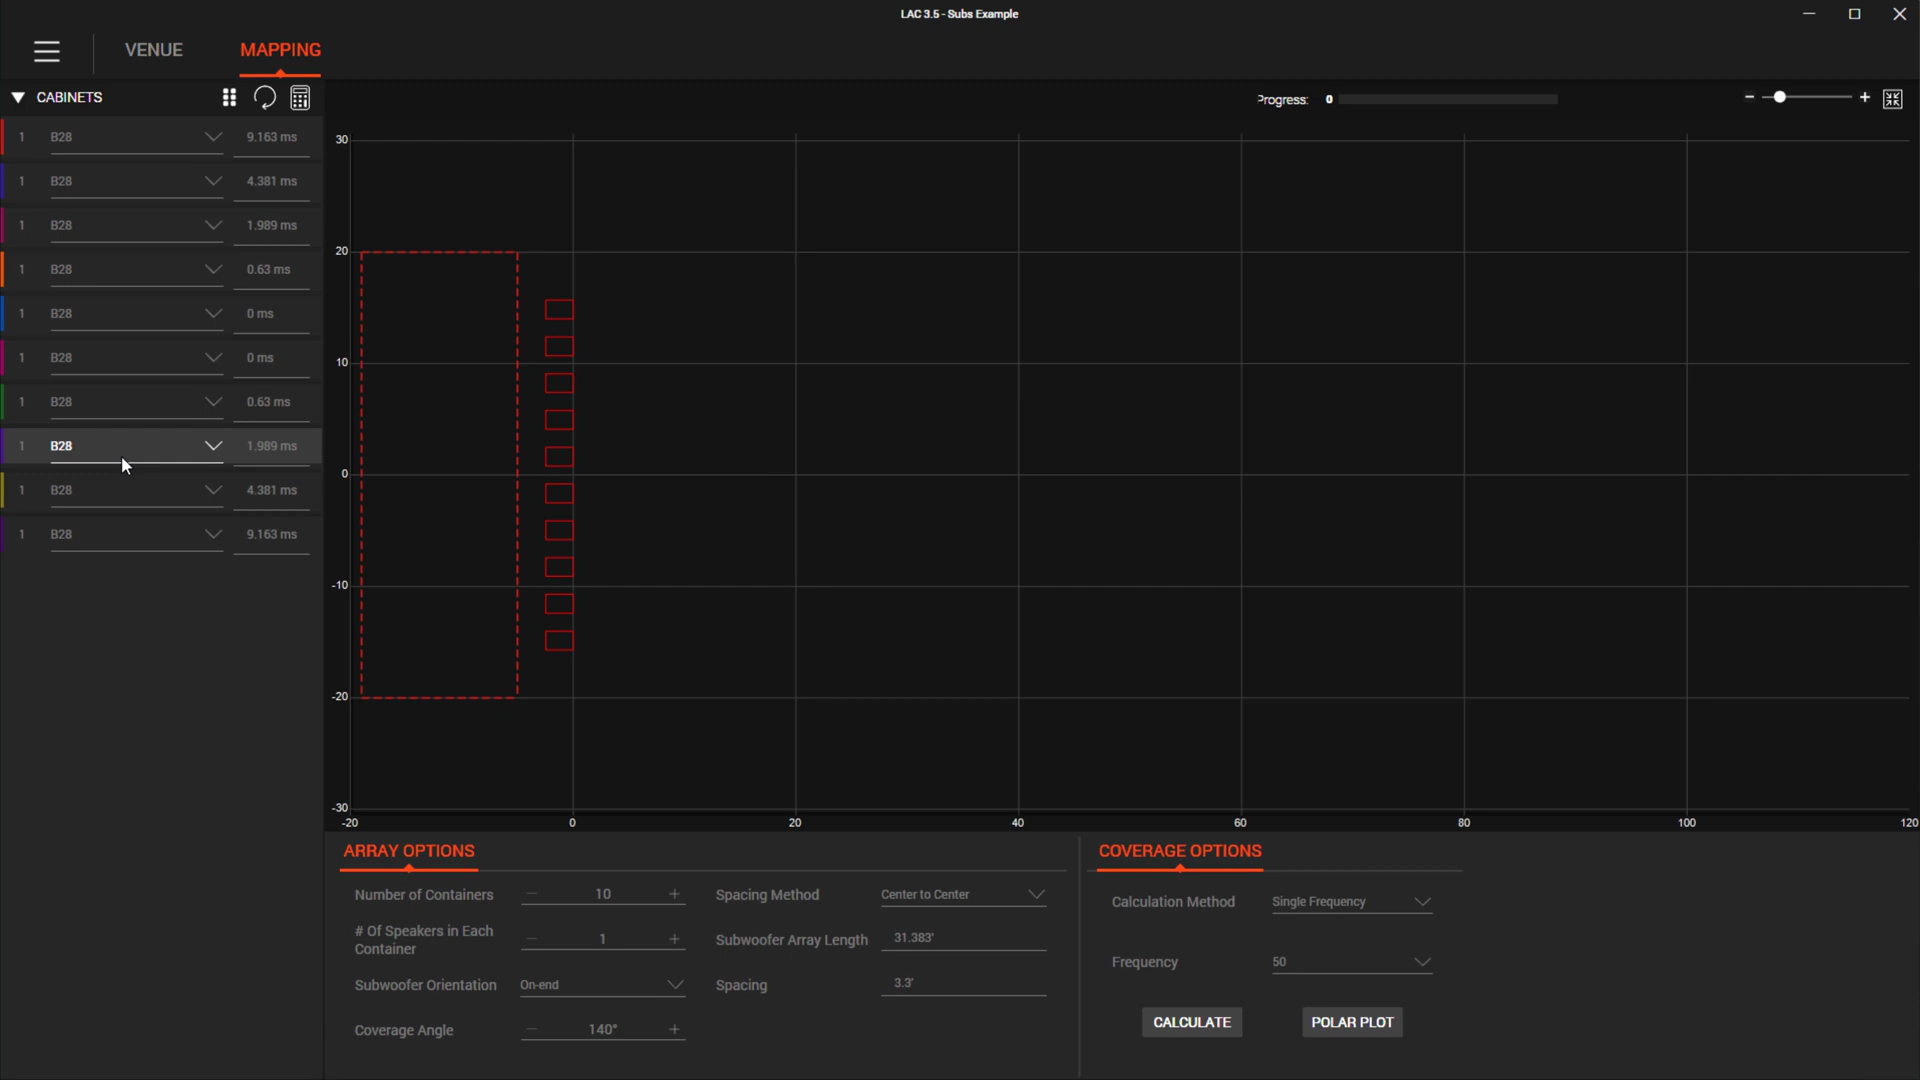 LAC 3.5 - Subs Example
VENUE
MAPPING
CABINETS
Progress: 0
1 B28 9.163 ms
1 B28 4.381 ms
1 B28 1.989 ms
1 B28 0.63 ms
1 B28 0 ms
1 B28 0 ms
1 B28 0.63 ms
1 B28 1.989 ms
1 B28 4.381 ms
1 B28 9.163 ms
30
20
10
0
-10
-20
-30
-20 0 20 40 60 80 100 120
ARRAY OPTIONS
Number of Containers 10
# Of Speakers in Each
Container
1
Subwoofer Orientation On-end
Coverage Angle 140°
Spacing Method Center to Center
Subwoofer Array Length 31.383'
Spacing 3.3'
COVERAGE OPTIONS
Calculation Method Single Frequency
Frequency 50
CALCULATE
POLAR PLOT